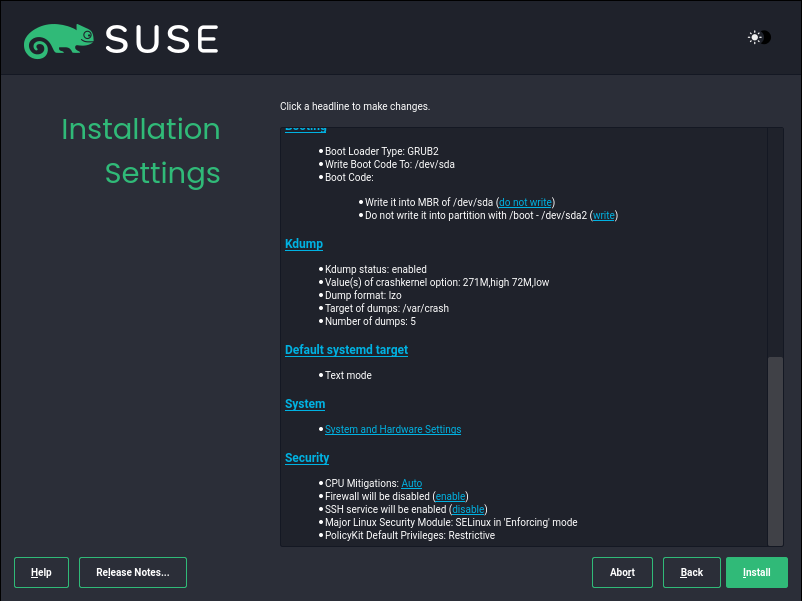 SUSE
Installation
Settings
Click a headline to make changes.
Booting
Boot Loader Type: GRUB2
Write Boot Code To: /dev/sda
Boot Code:
Write it into MBR of /dev/sda (do not write)
Do not write it into partition with /boot - /dev/sda2 (write)
Kdump
Kdump status: enabled
Value(s) of crashkernel option: 271M,high 72M,low
Dump format: lzo
Target of dumps: /var/crash
Number of dumps: 5
Default systemd target
Text mode
System
System and Hardware Settings
Security
CPU Mitigations: Auto
Firewall will be disabled (enable)
SSH service will be enabled (disable)
Major Linux Security Module: SELinux in 'Enforcing' mode
PolicyKit Default Privileges: Restrictive
Help
Release Notes...
Abort
Back
Install